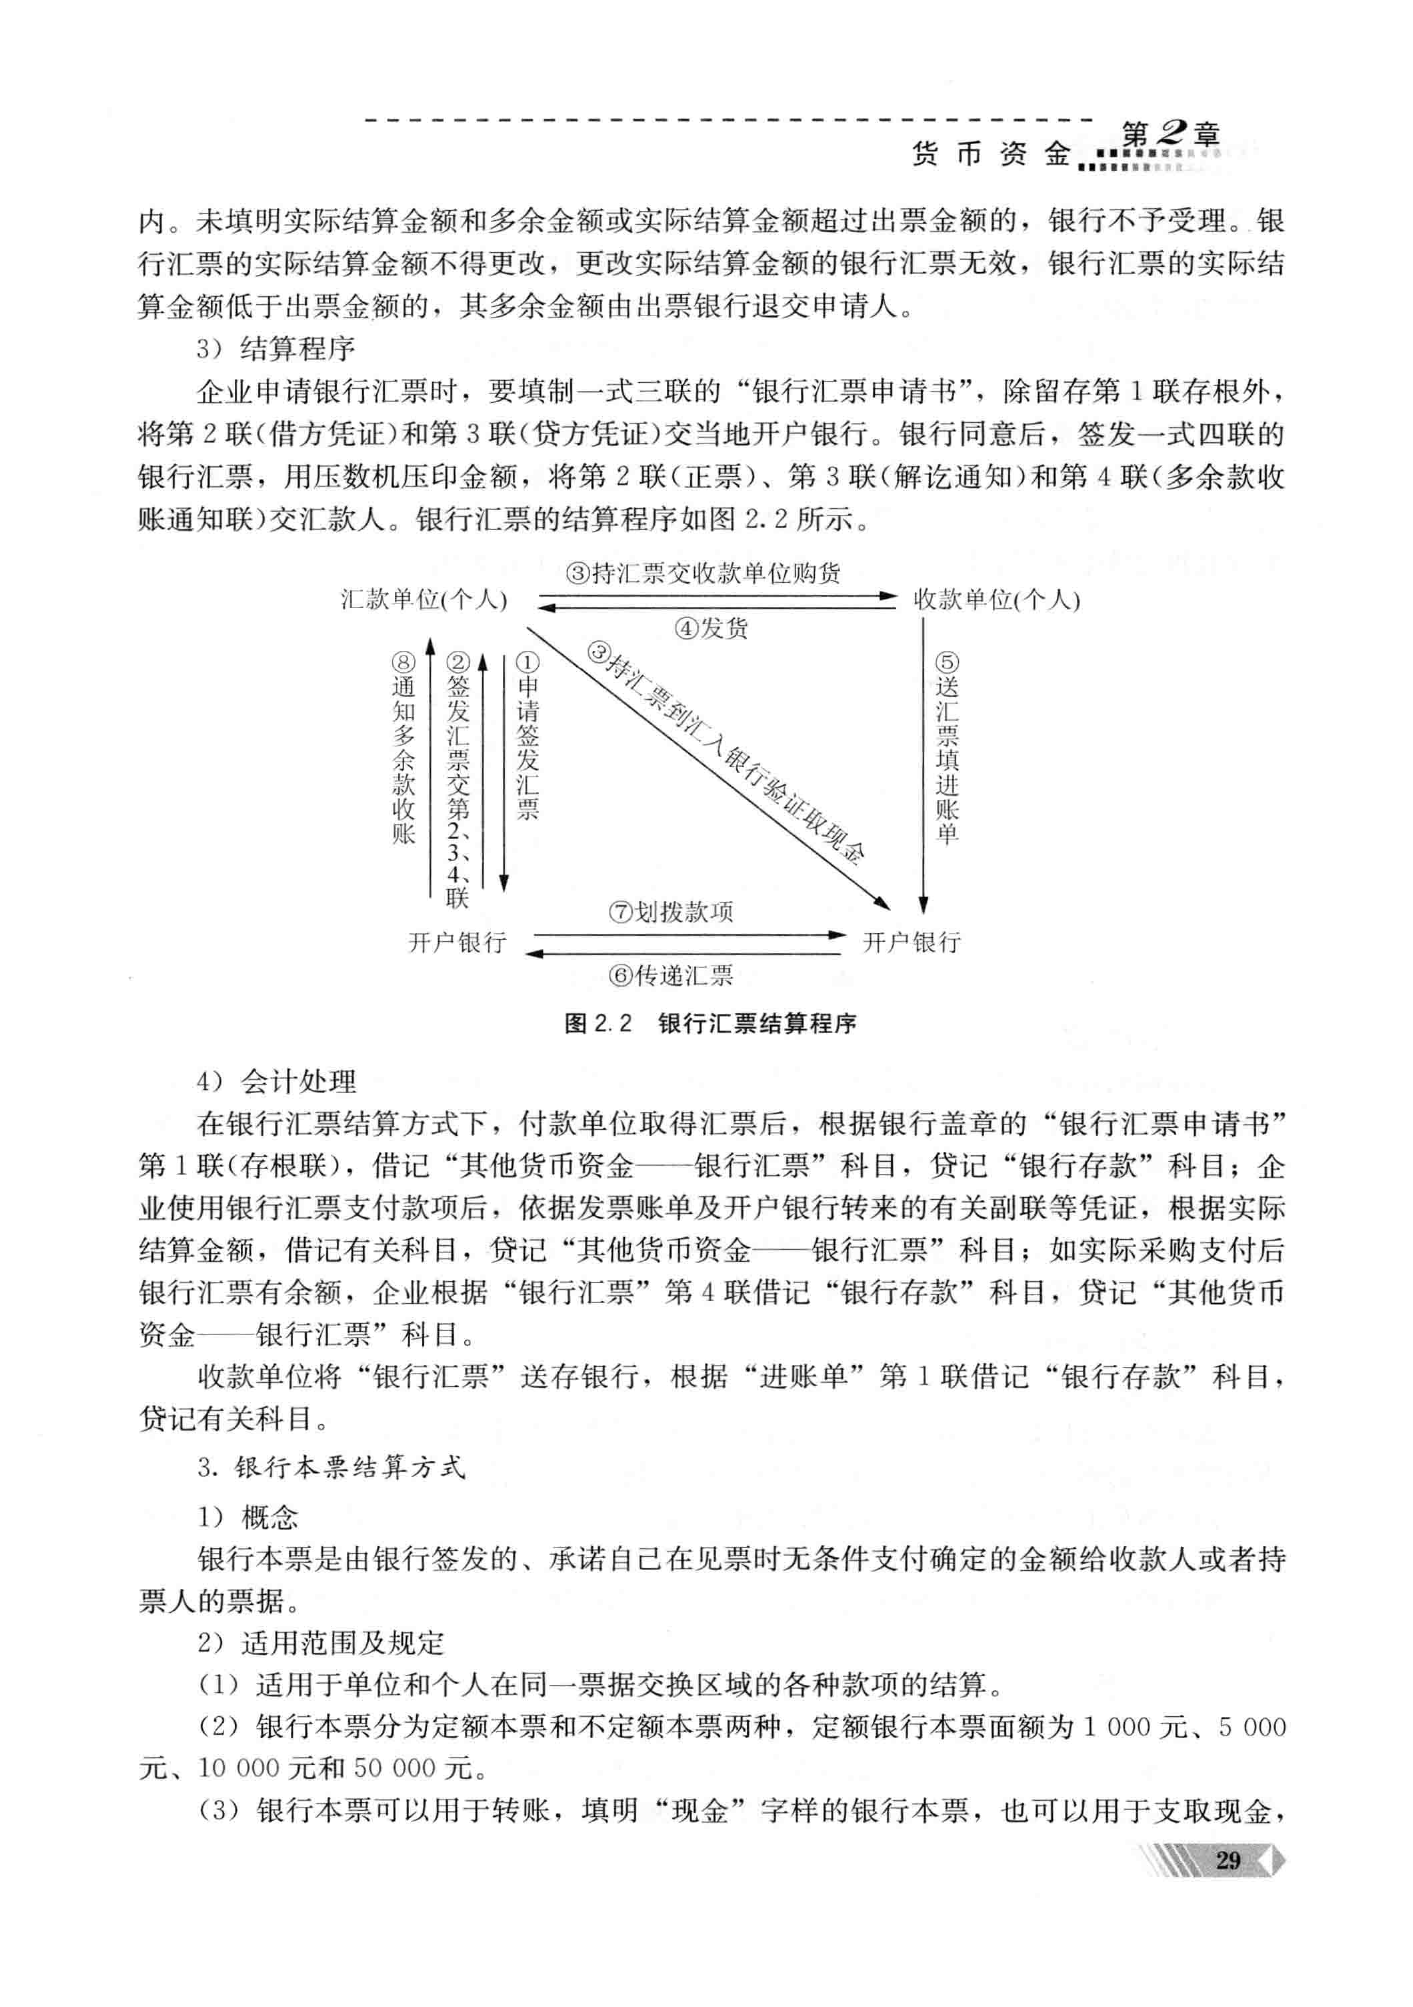 第2章
货币资金
内。未填明实际结算金额和多余金额或实际结算金额超过出票金额的，银行不予受理。银
行汇票的实际结算金额不得更改，更改实际结算金额的银行汇票无效，银行汇票的实际结
算金额低于出票金额的，其多余金额由出票银行退交申请人。
3）结算程序
企业申请银行汇票时，要填制一式三联的“银行汇票申请书”，除留存第 1 联存根外，
将第 2 联(借方凭证)和第 3 联(贷方凭证)交当地开户银行。银行同意后，签发一式四联的
银行汇票，用压数机压印金额，将第 2 联(正票)、第 3 联(解讫通知)和第 4 联(多余款收
账通知联)交汇款人。银行汇票的结算程序如图 2.2 所示。
③持汇票交收款单位购货
汇款单位(个人)
收款单位(个人)
④发货
⑧通知多余款收账
②签发汇票交第2、3、4、联
①申请签发汇票
③持汇票到汇入银行验证取现金
⑤送汇票填进账单
⑦划拨款项
开户银行
开户银行
⑥传递汇票
图 2.2　银行汇票结算程序
4）会计处理
在银行汇票结算方式下，付款单位取得汇票后，根据银行盖章的“银行汇票申请书”
第 1 联(存根联)，借记“其他货币资金——银行汇票”科目，贷记“银行存款”科目；企
业使用银行汇票支付款项后，依据发票账单及开户银行转来的有关副联等凭证，根据实际
结算金额，借记有关科目，贷记“其他货币资金——银行汇票”科目；如实际采购支付后
银行汇票有余额，企业根据“银行汇票”第 4 联借记“银行存款”科目，贷记“其他货币
资金——银行汇票”科目。
收款单位将“银行汇票”送存银行，根据“进账单”第 1 联借记“银行存款”科目，
贷记有关科目。
3. 银行本票结算方式
1）概念
银行本票是由银行签发的、承诺自己在见票时无条件支付确定的金额给收款人或者持
票人的票据。
2）适用范围及规定
（1）适用于单位和个人在同一票据交换区域的各种款项的结算。
（2）银行本票分为定额本票和不定额本票两种，定额银行本票面额为 1 000 元、5 000
元、10 000 元和 50 000 元。
（3）银行本票可以用于转账，填明“现金”字样的银行本票，也可以用于支取现金，
29